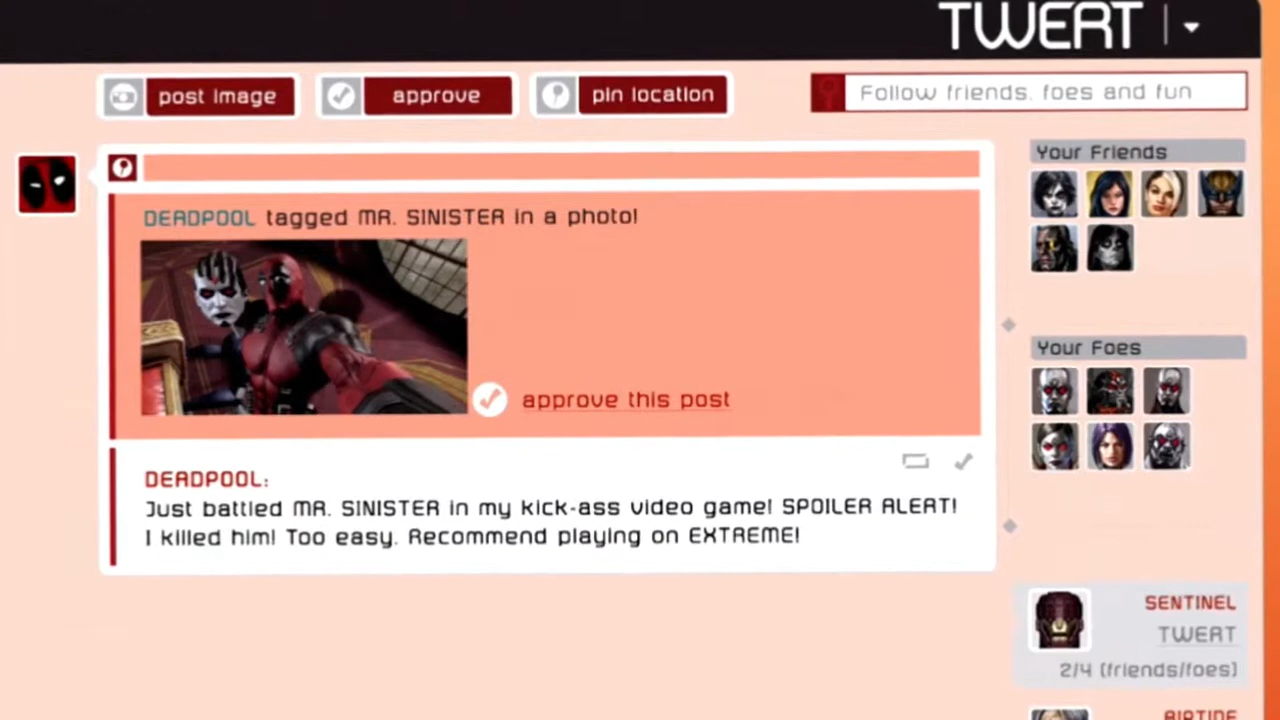 TWERT
post image
approve
pin location
Follow friends, foes and fun
Your Friends
DEADPOOL tagged MR. SINISTER in a photo!
approve this post
Your Foes
DEADPOOL:
Just battled MR. SINISTER in my kick-ass video game! SPOILER ALERT!
I killed him! Too easy. Recommend playing on EXTREME!
SENTINEL
TWERT
2/4 (friends/foes)
RIPTIDE